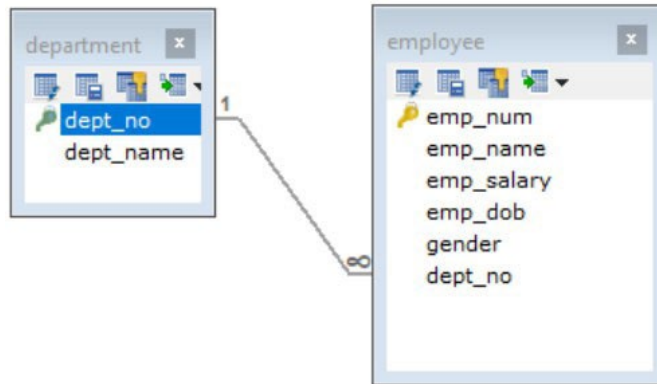 department
dept_no
dept_name
1
∞
employee
emp_num
emp_name
emp_salary
emp_dob
gender
dept_no